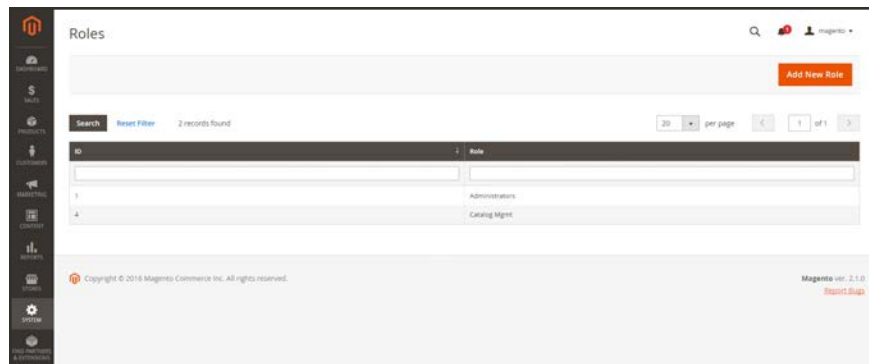 Roles
magento
DASHBOARD
SALES
PRODUCTS
CUSTOMERS
MARKETING
CONTENT
REPORTS
STORES
SYSTEM
FIND PARTNERS
& EXTENSIONS
Add New Role
Search Reset Filter 2 records found 20 per page 1 of 1
ID Role
1 Administrators
4 Catalog Mgmt
Copyright © 2016 Magento Commerce Inc. All rights reserved. Magento ver. 2.1.0
Report Bugs